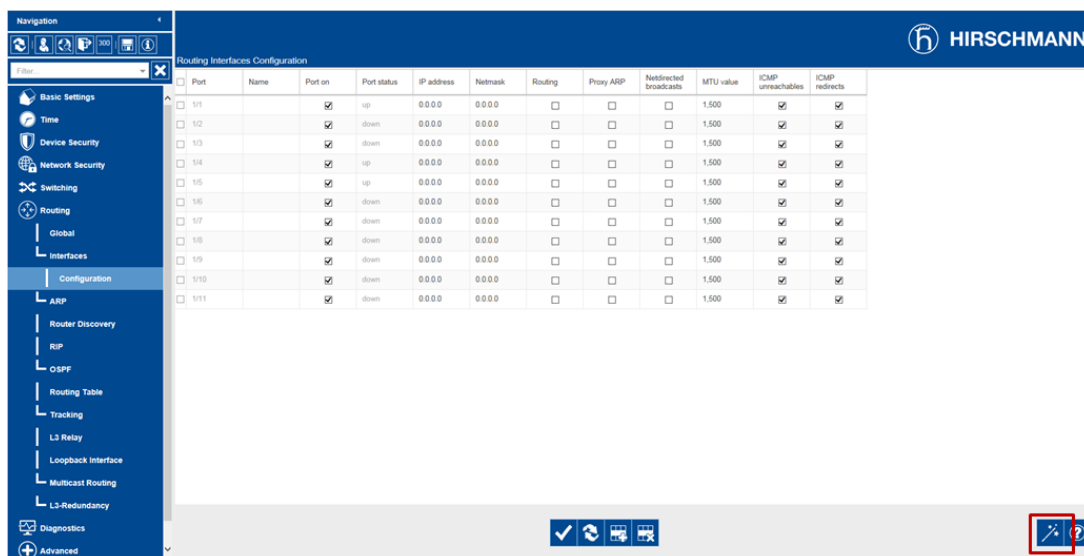 Navigation
300
HIRSCHMANN
Filter...
Routing Interfaces Configuration
Port Name Port on Port status IP address Netmask Routing Proxy ARP Netdirected broadcasts MTU value ICMP unreachables ICMP redirects
1/1 up 0.0.0.0 0.0.0.0 1,500
1/2 down 0.0.0.0 0.0.0.0 1,500
1/3 down 0.0.0.0 0.0.0.0 1,500
1/4 up 0.0.0.0 0.0.0.0 1,500
1/5 up 0.0.0.0 0.0.0.0 1,500
1/6 down 0.0.0.0 0.0.0.0 1,500
1/7 down 0.0.0.0 0.0.0.0 1,500
1/8 down 0.0.0.0 0.0.0.0 1,500
1/9 down 0.0.0.0 0.0.0.0 1,500
1/10 down 0.0.0.0 0.0.0.0 1,500
1/11 down 0.0.0.0 0.0.0.0 1,500
Basic Settings
Time
Device Security
Network Security
Switching
Routing
Global
Interfaces
Configuration
ARP
Router Discovery
RIP
OSPF
Routing Table
Tracking
L3 Relay
Loopback Interface
Multicast Routing
L3-Redundancy
Diagnostics
Advanced